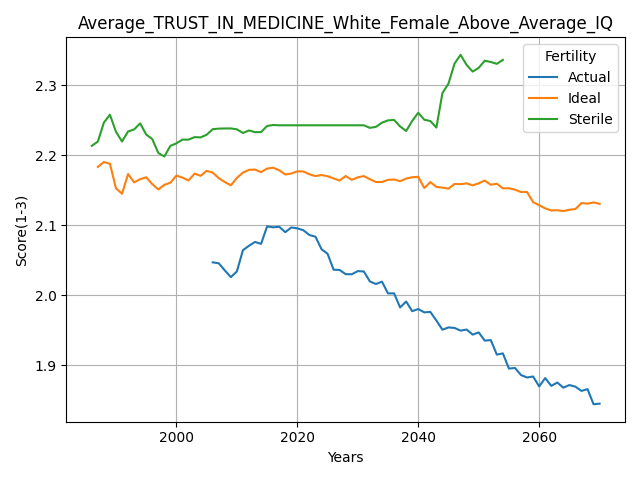 Average_TRUST_IN_MEDICINE_White_Female_Above_Average_IQ
Fertility
Actual
Ideal
Sterile
Score(1-3)
2.3
2.2
2.1
2.0
1.9
2000
2020
2040
2060
Years